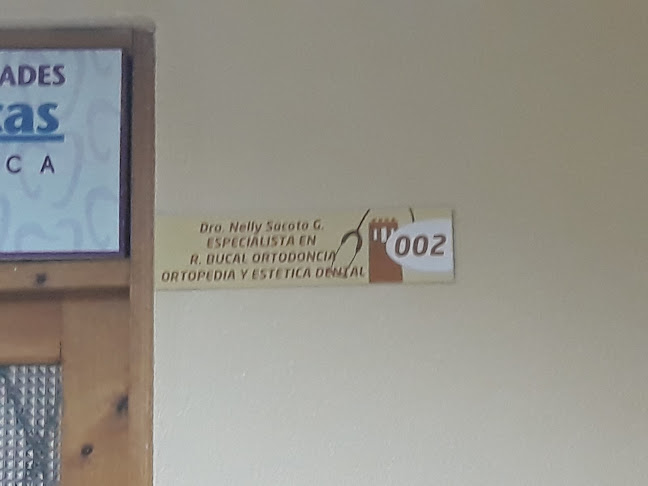 ADES
cas
C A
Dra. Nelly Sacoto G.
ESPECIALISTA EN
R. BUCAL ORTODONCIA
ORTOPEDIA Y ESTETICA DENTAL
002